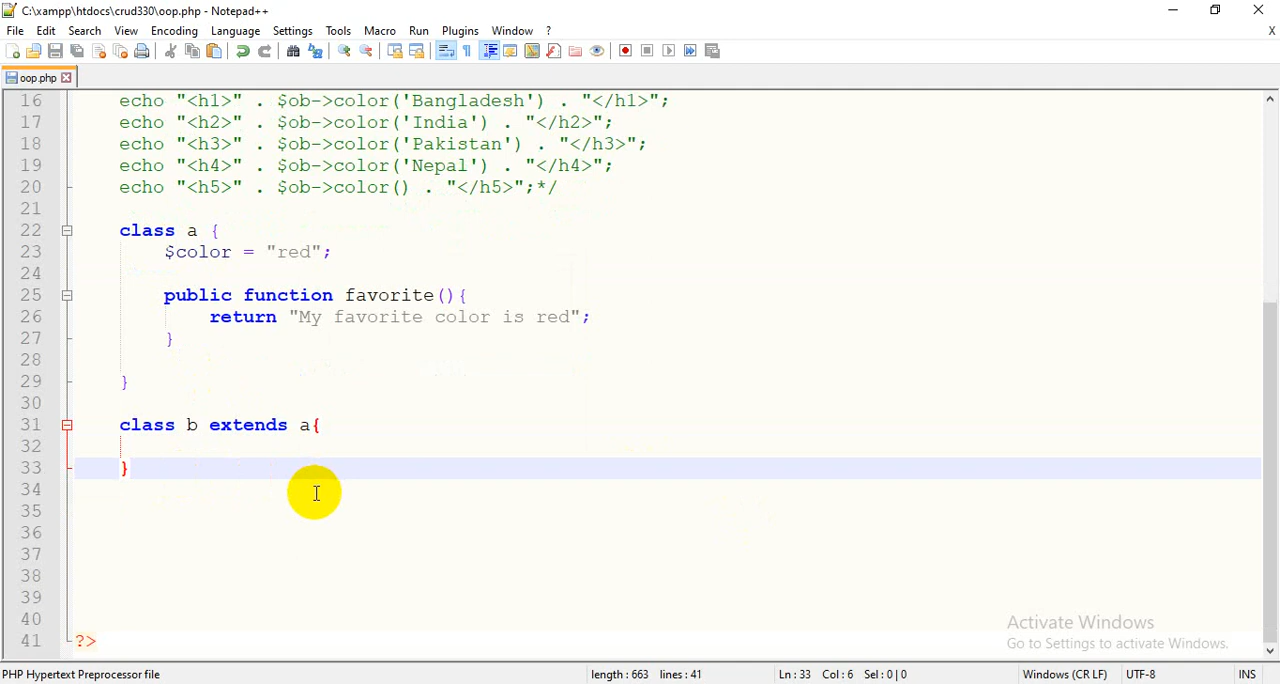 C:\xampp\htdocs\crud330\oop.php - Notepad++
File Edit Search View Encoding Language Settings Tools Macro Run Plugins Window ? X
oop.php
16 echo "<h1>" . $ob->color('Bangladesh') . "</h1>";
17 echo "<h2>" . $ob->color('India') . "</h2>";
18 echo "<h3>" . $ob->color('Pakistan') . "</h3>";
19 echo "<h4>" . $ob->color('Nepal') . "</h4>";
20 echo "<h5>" . $ob->color() . "</h5>";*/
21
22 class a {
23 $color = "red";
24
25 public function favorite(){
26 return "My favorite color is red";
27 }
28
29 }
30
31 class b extends a{
32
33 }
34
35
36
37
38
39
40
41 ?>
Activate Windows
Go to Settings to activate Windows.
PHP Hypertext Preprocessor file length : 663 lines : 41 Ln : 33 Col : 6 Sel : 0 | 0 Windows (CR LF) UTF-8 INS